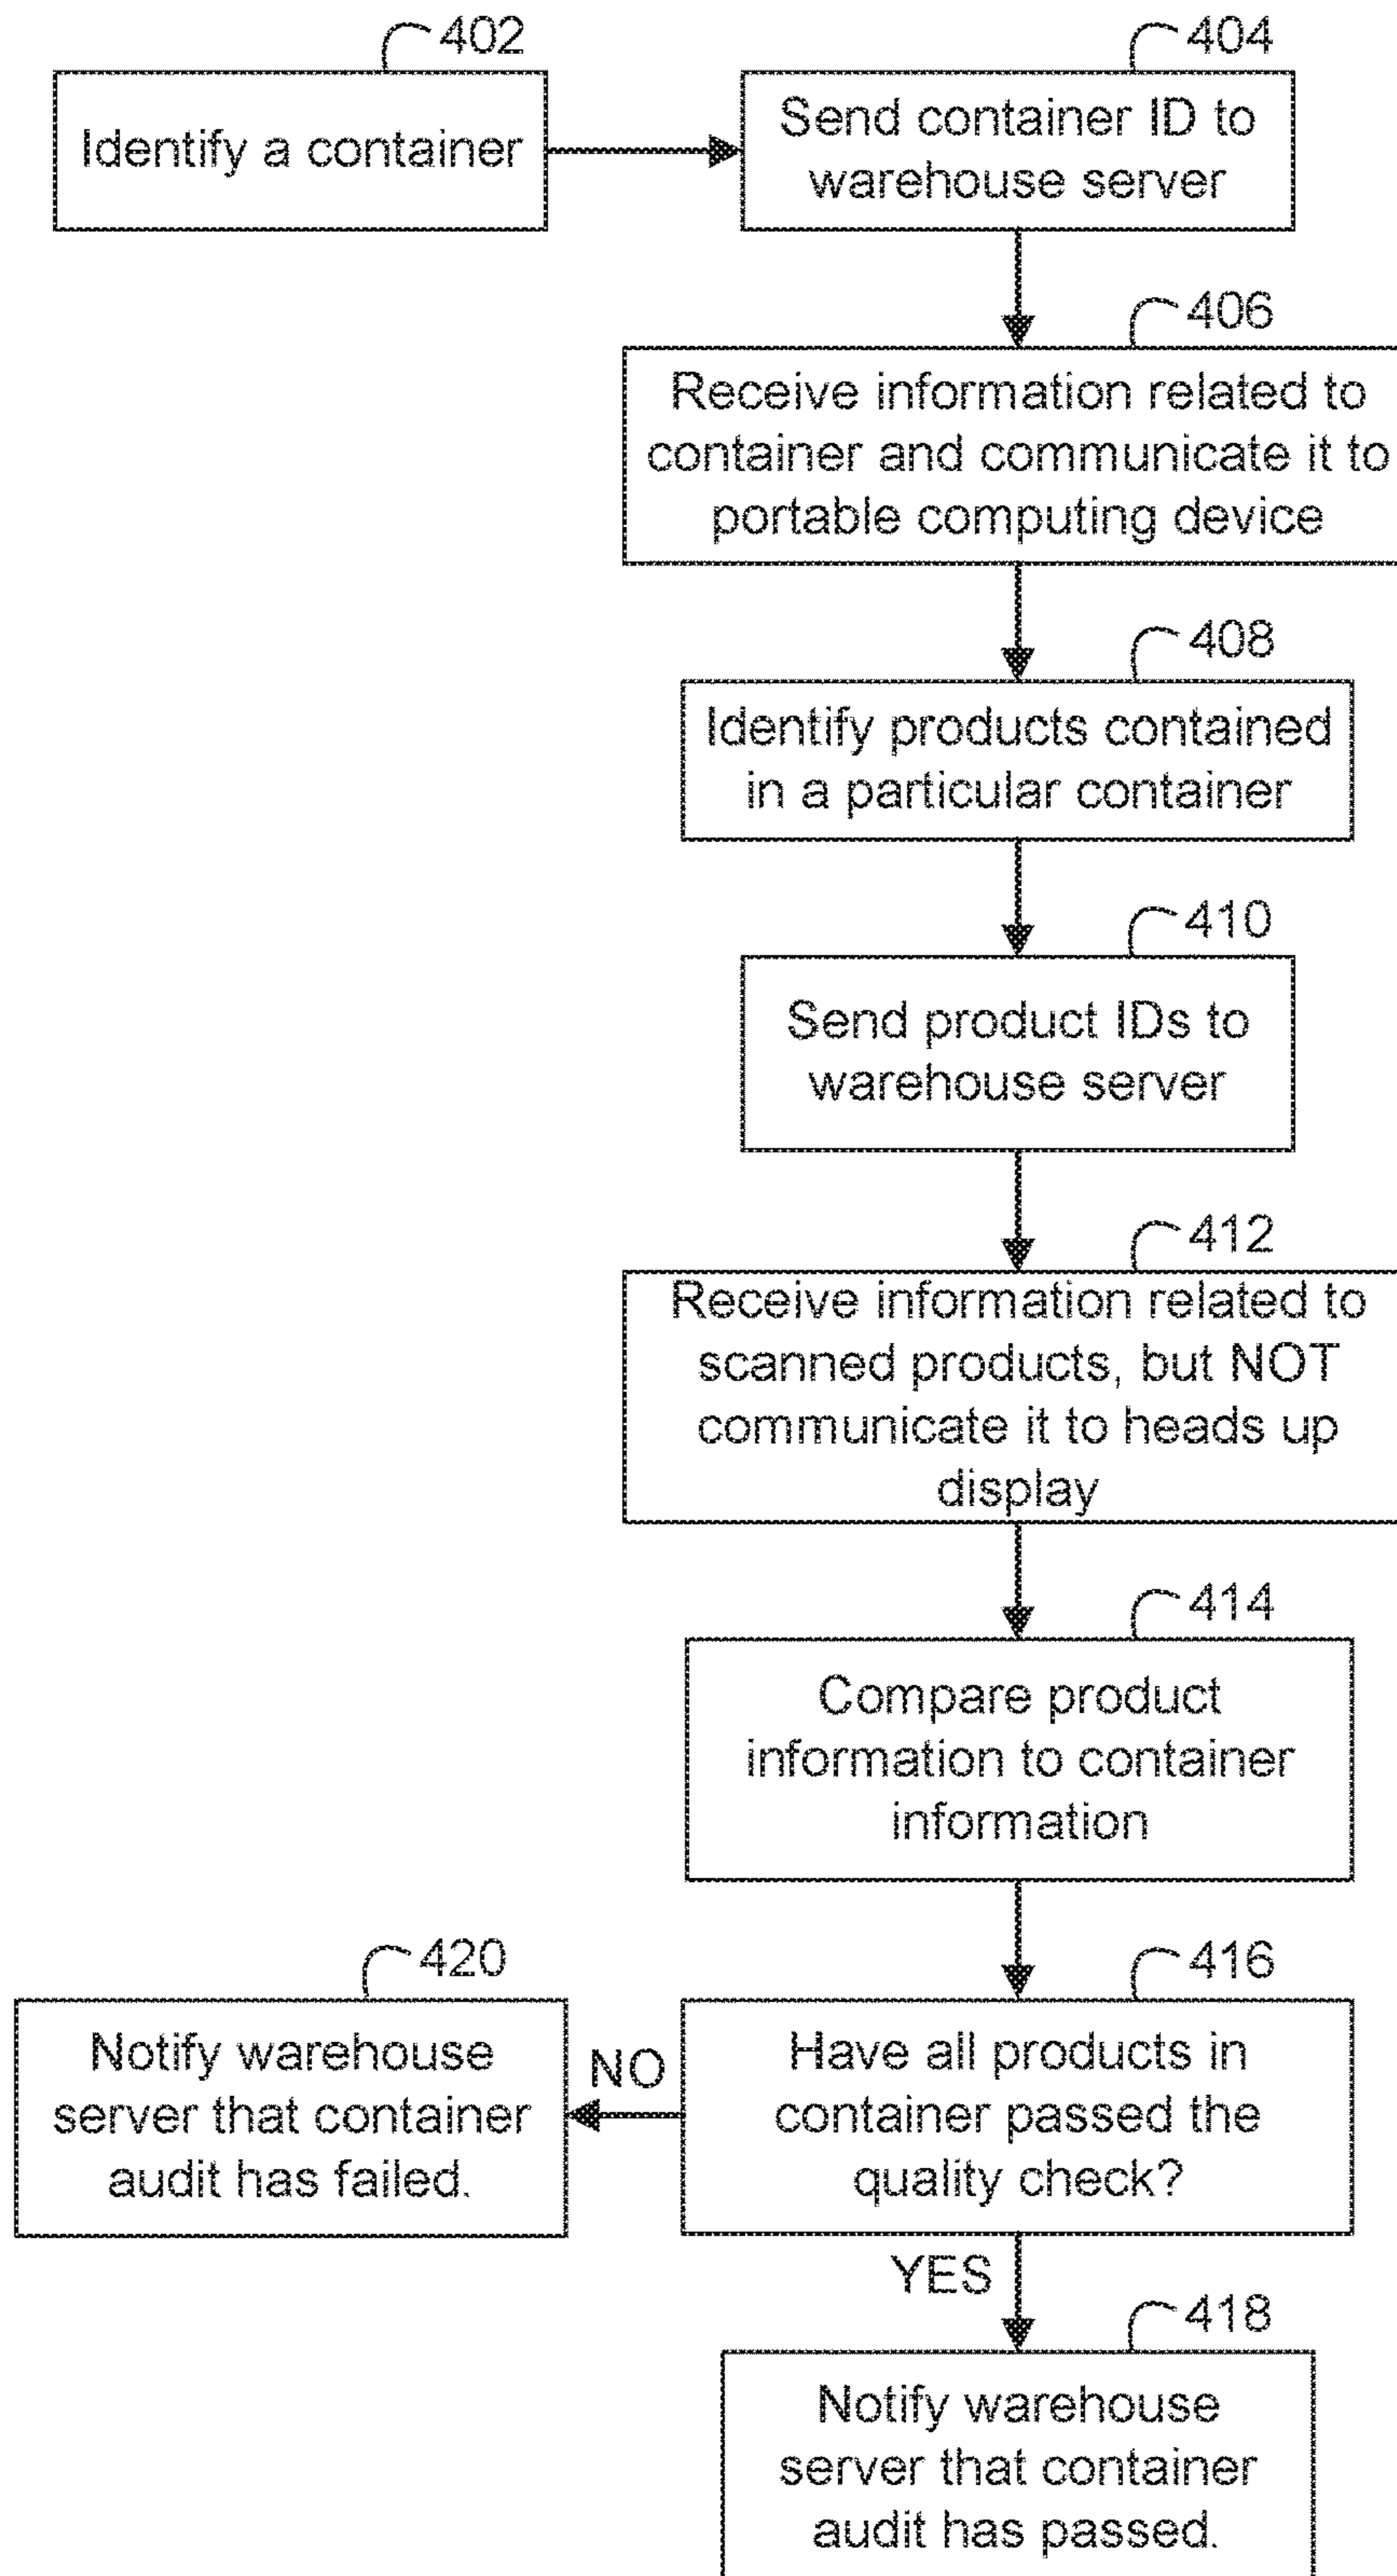 402
Identify a container
404
Send container ID to
warehouse server
406
Receive information related to
container and communicate it to
portable computing device
408
Identify products contained
in a particular container
410
Send product IDs to
warehouse server
412
Receive information related to
scanned products, but NOT
communicate it to heads up
display
414
Compare product
information to container
information
416
Have all products in
container passed the
quality check?
NO
420
Notify warehouse
server that container
audit has failed.
YES
418
Notify warehouse
server that container
audit has passed.